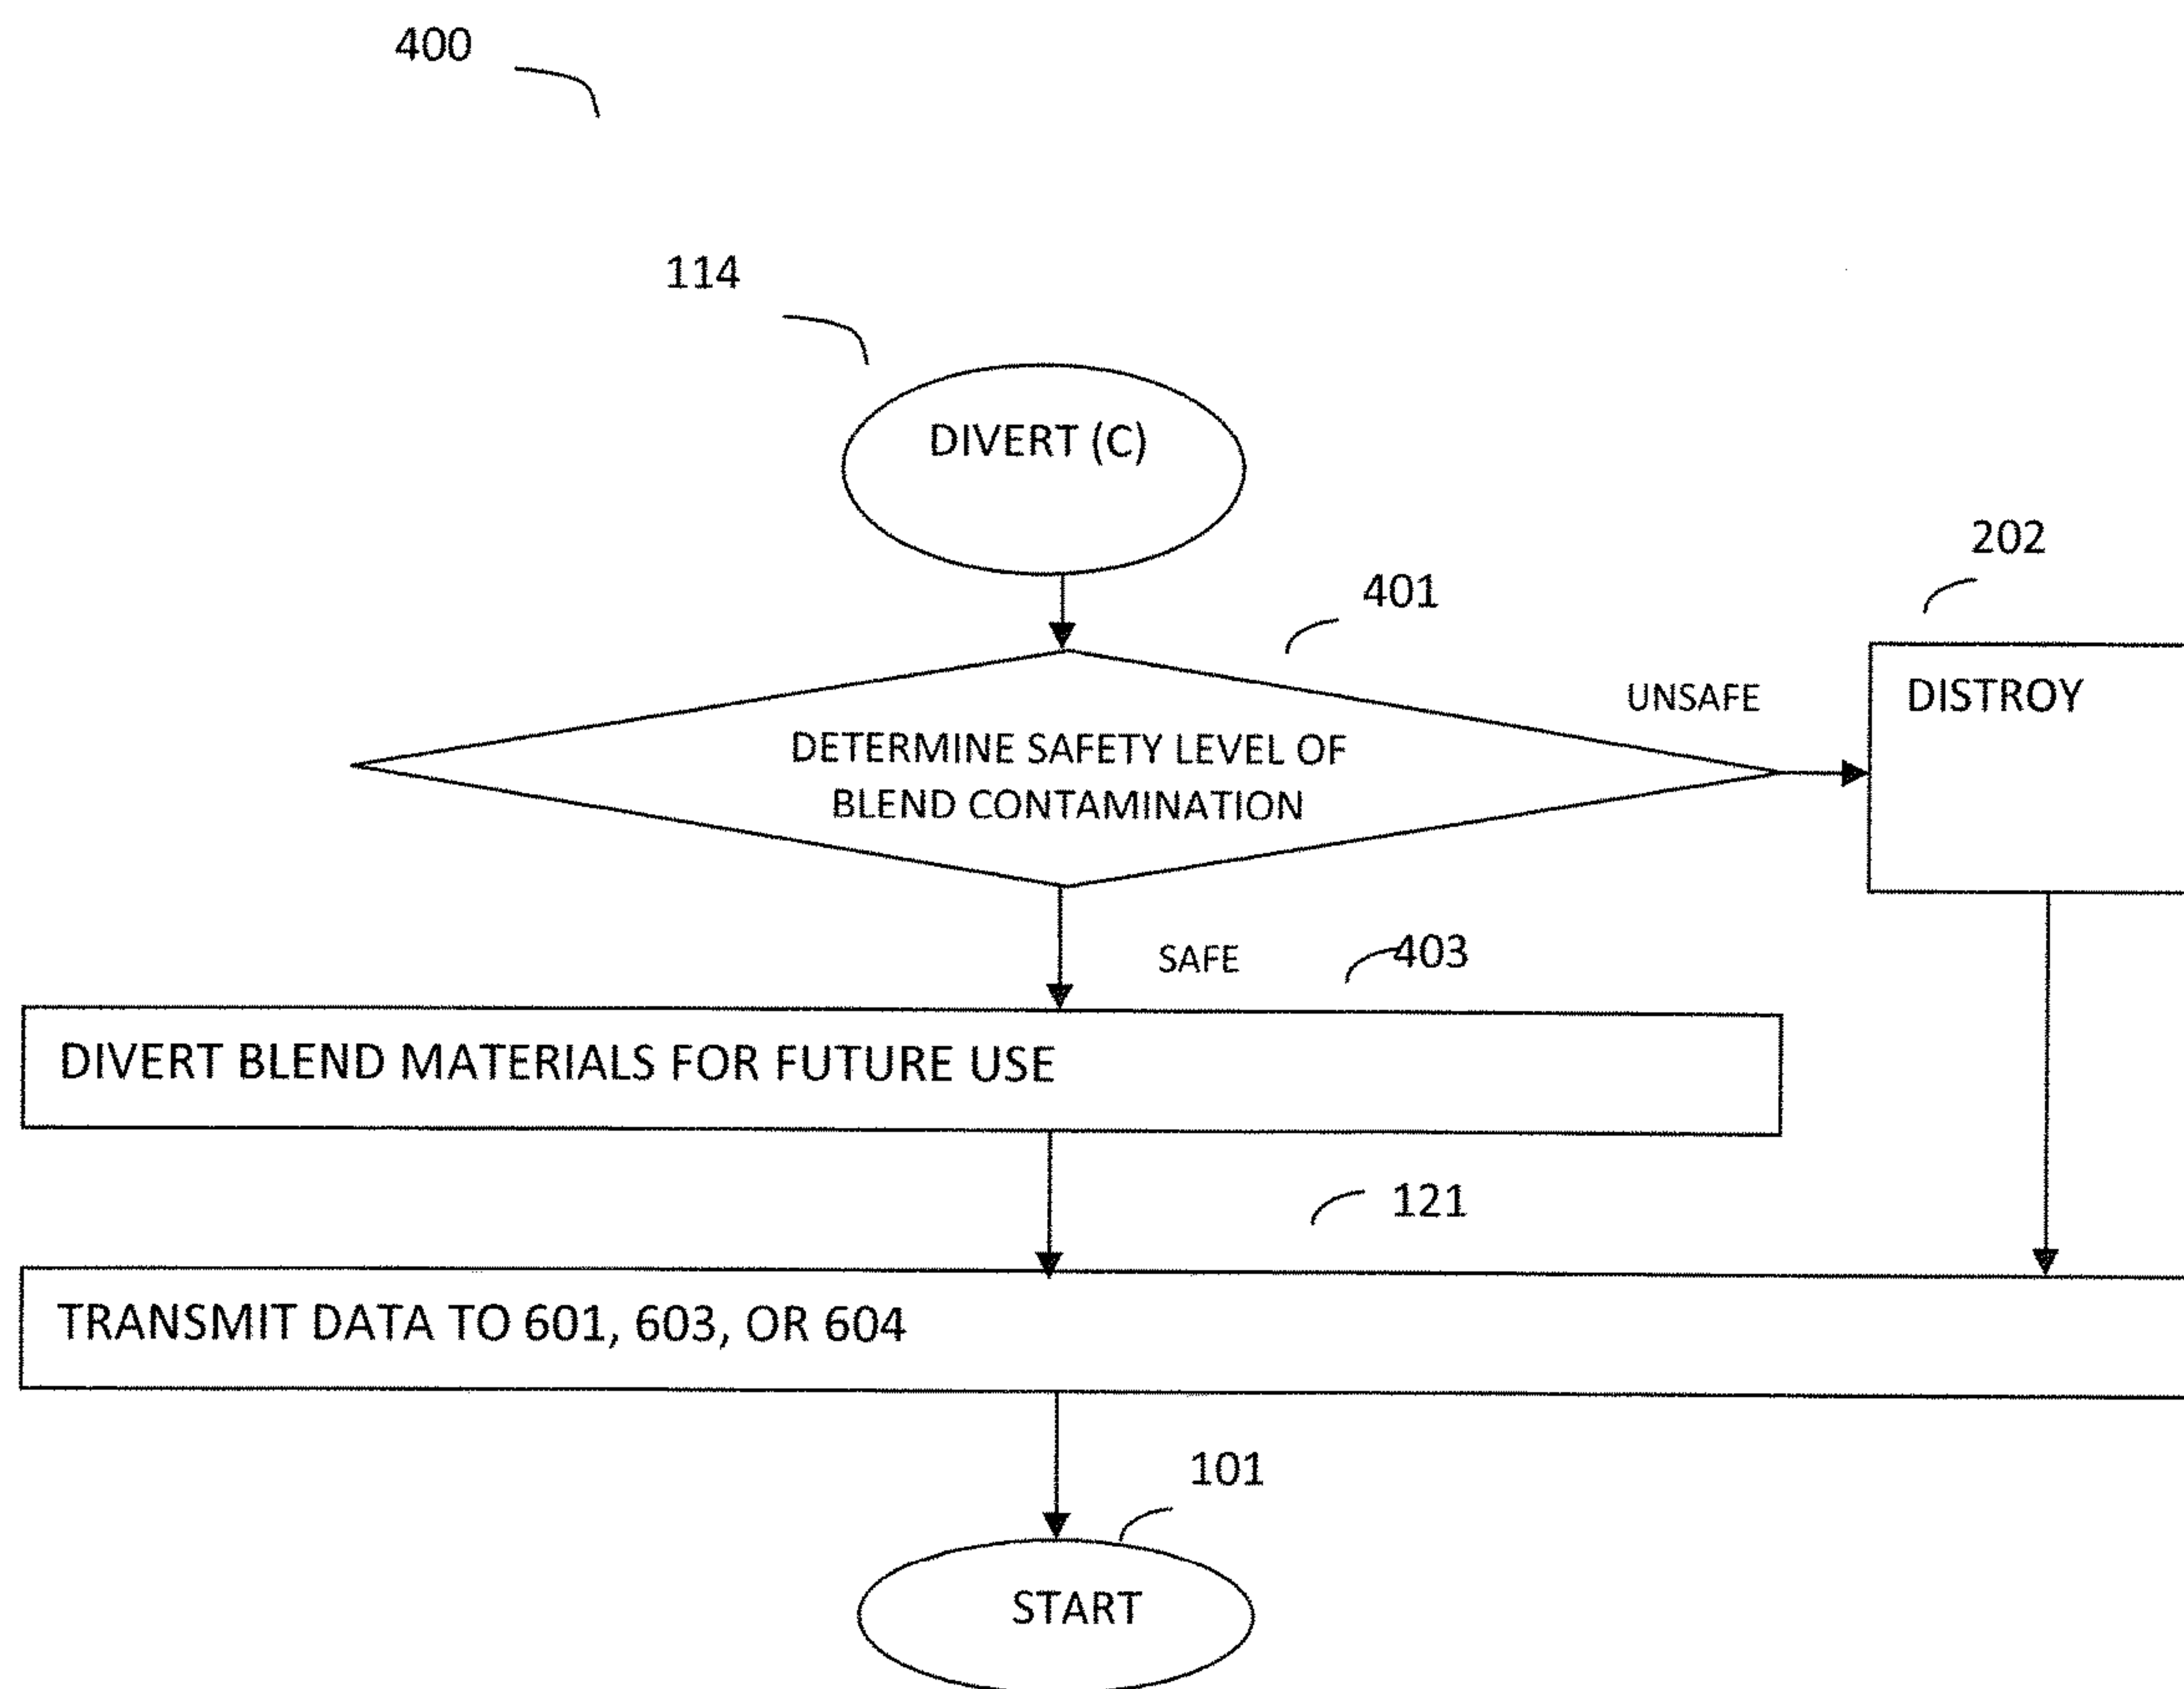 400
114
DIVERT (C)
202
401
UNSAFE
DISTROY
DETERMINE SAFETY LEVEL OF
BLEND CONTAMINATION
SAFE
403
DIVERT BLEND MATERIALS FOR FUTURE USE
121
TRANSMIT DATA TO 601, 603, OR 604
101
START